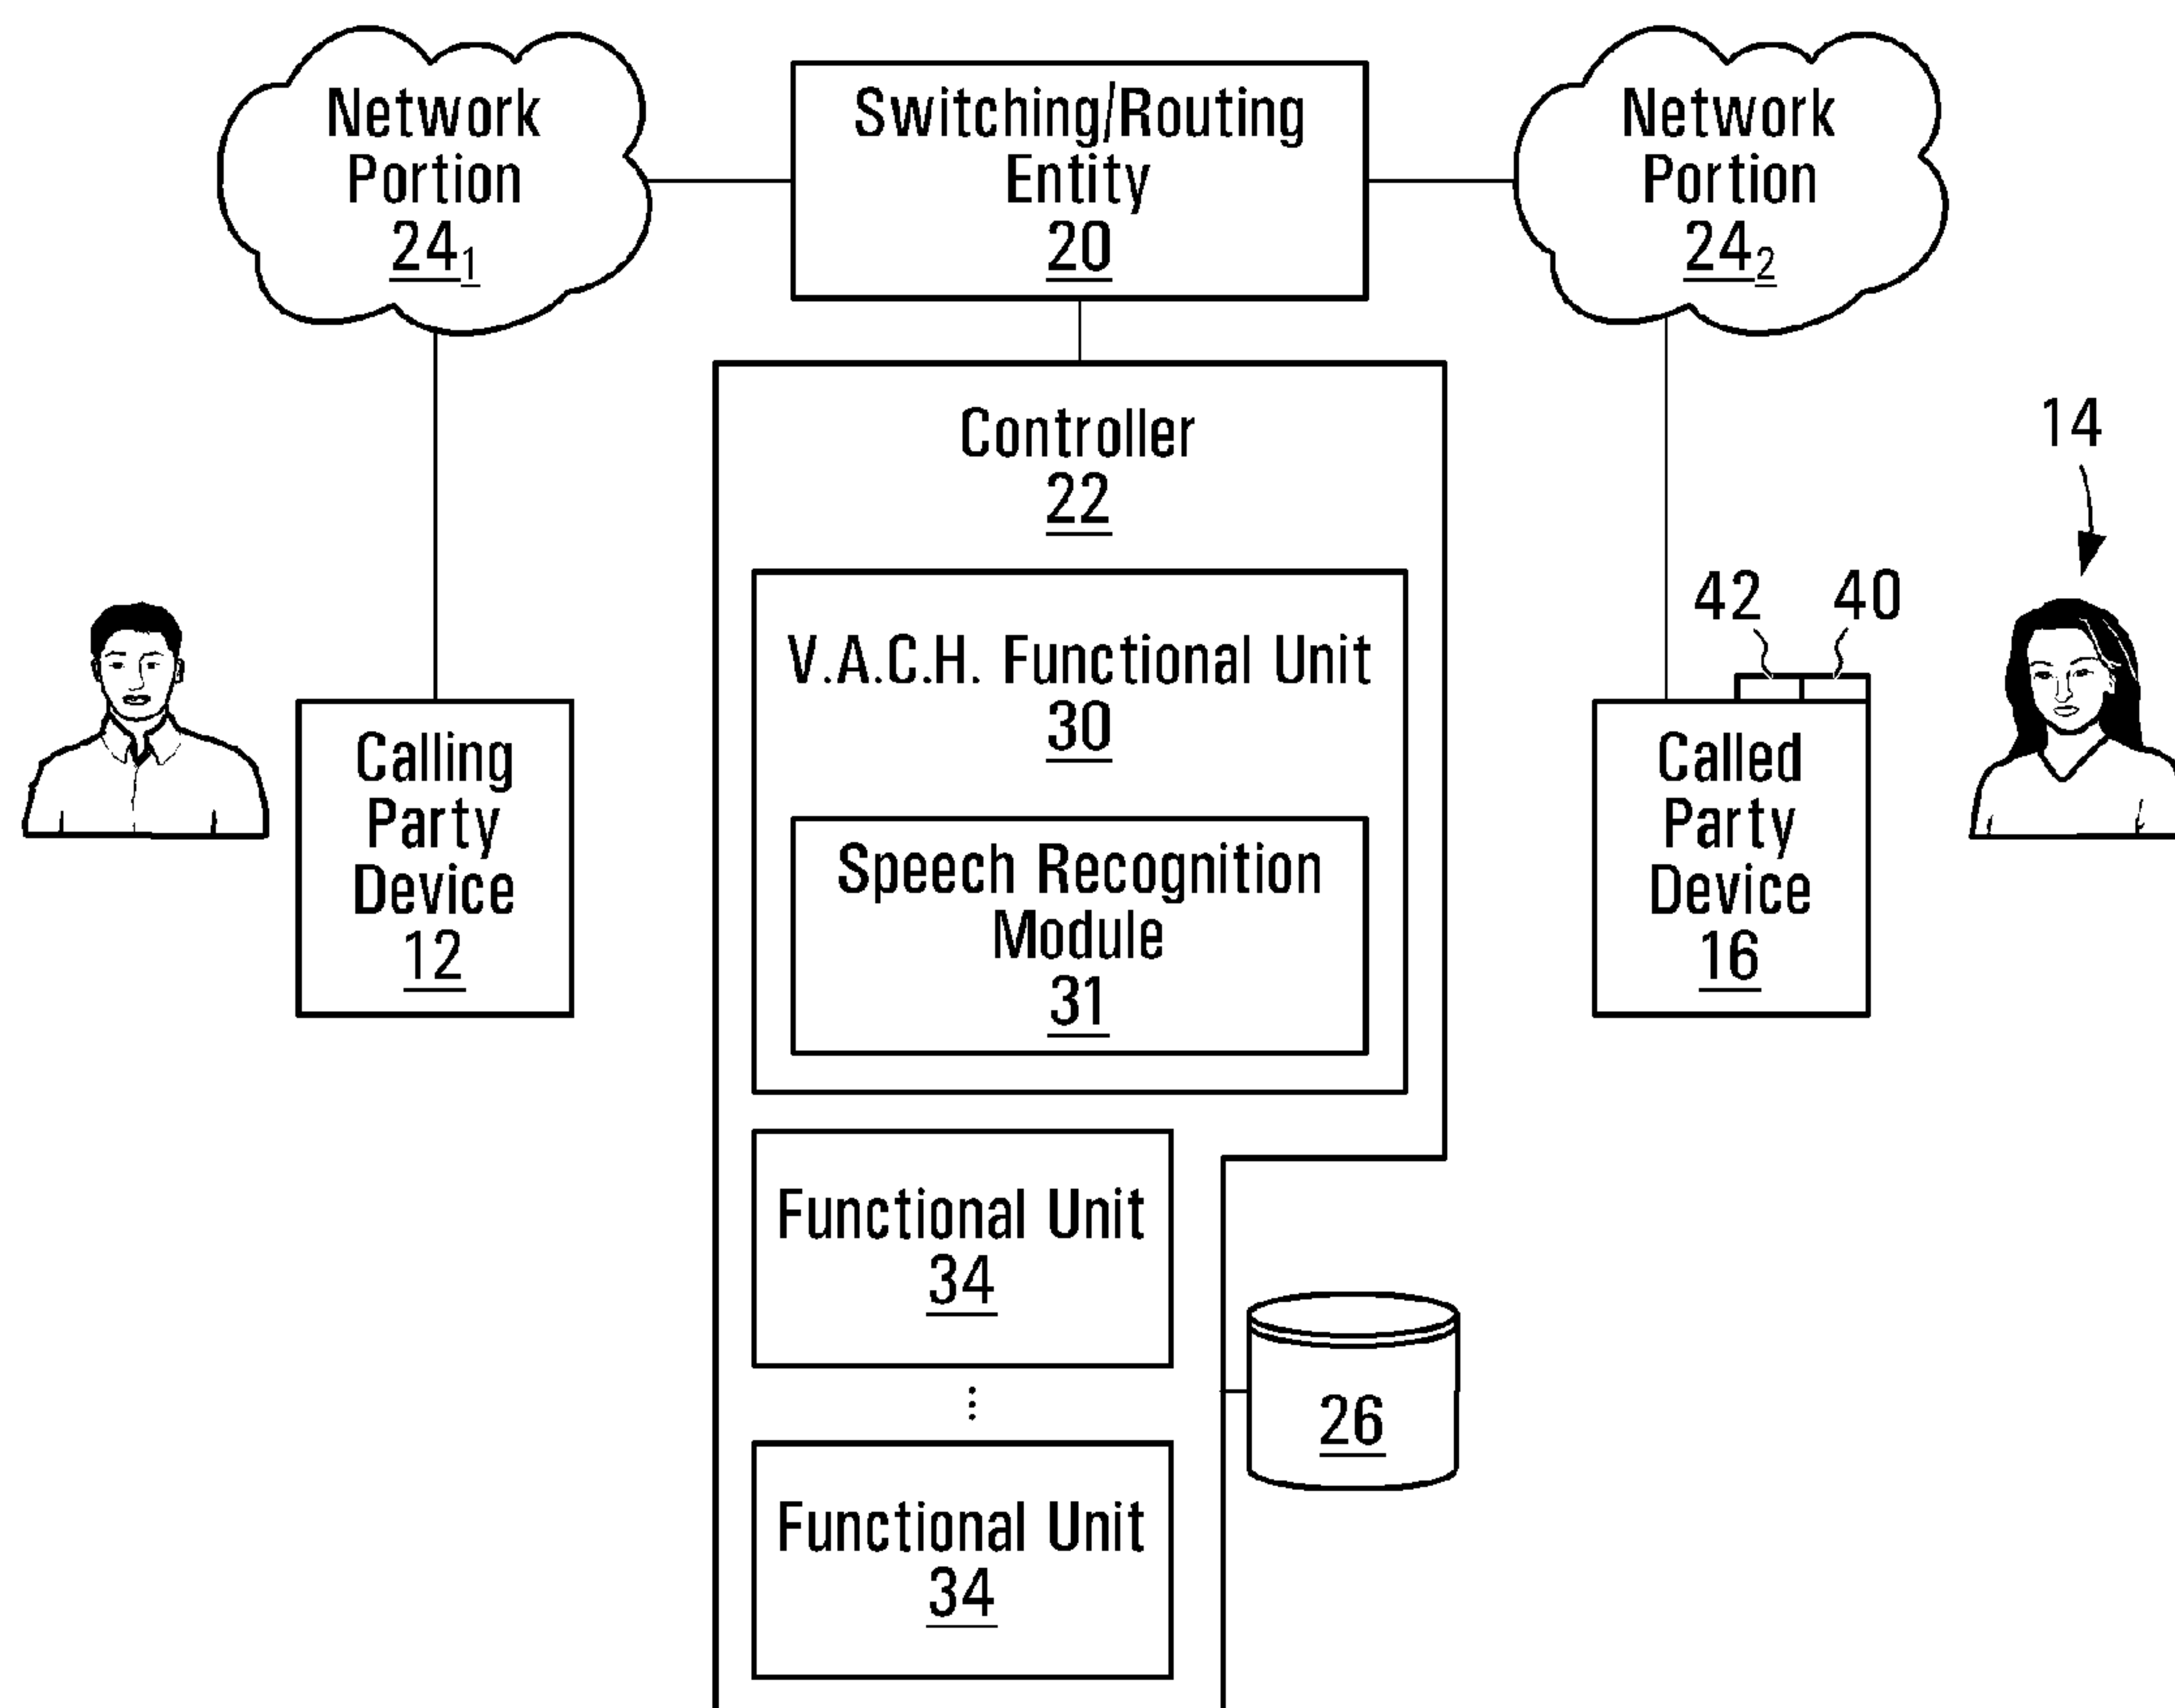 Network
Portion
24₁
Switching/Routing
Entity
20
Network
Portion
24₂
Controller
22
14
42
40
V.A.C.H. Functional Unit
30
Calling
Party
Device
12
Called
Party
Device
16
Speech Recognition
Module
31
Functional Unit
34
⋮
26
Functional Unit
34